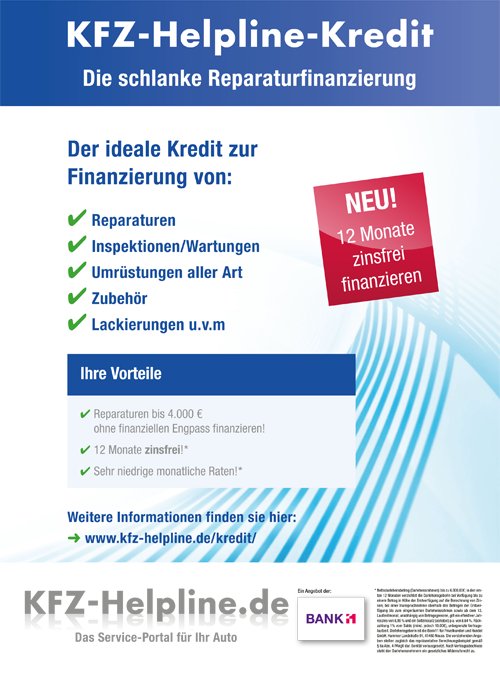 KFZ-Helpline-Kredit
Die schlanke Reparaturfinanzierung
Der ideale Kredit zur
Finanzierung von:
Reparaturen
Inspektionen/Wartungen
Umrüstungen aller Art
Zubehör
Lackierungen u.v.m
NEU!
12 Monate
zinsfrei
finanzieren
Ihre Vorteile
Reparaturen bis 4.000 €
ohne finanziellen Engpass finanzieren!
12 Monate zinsfrei!*
Sehr niedrige monatliche Raten!*
Weitere Informationen finden sie hier:
www.kfz-helpline.de/kredit/
KFZ-Helpline.de
Das Service-Portal für Ihr Auto
Ein Angebot der:
BANK11